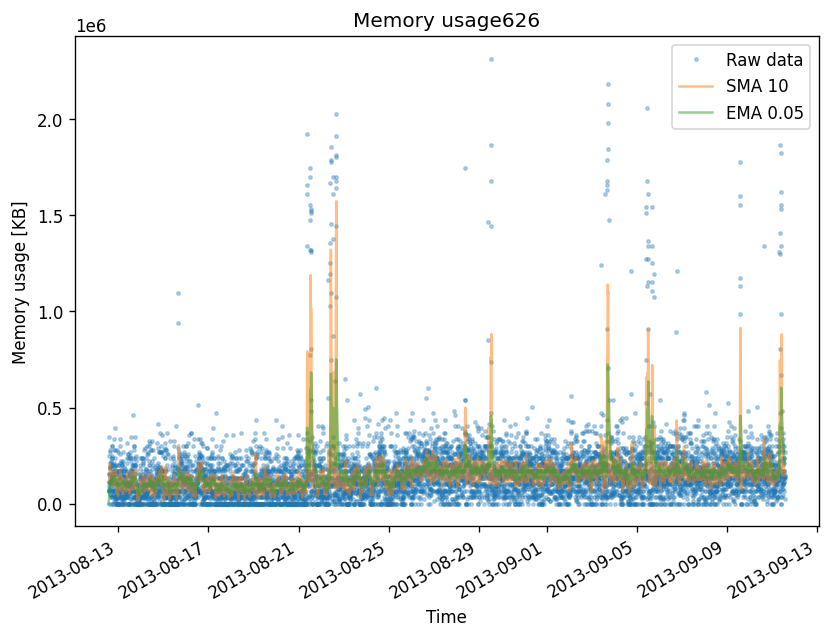 Memory usage626
1e6
Raw data
SMA 10
EMA 0.05
2.0
1.5
1.0
0.5
0.0
Memory usage [KB]
2013-08-13
2013-08-17
2013-08-21
2013-08-25
2013-08-29
2013-09-01
2013-09-05
2013-09-09
2013-09-13
Time